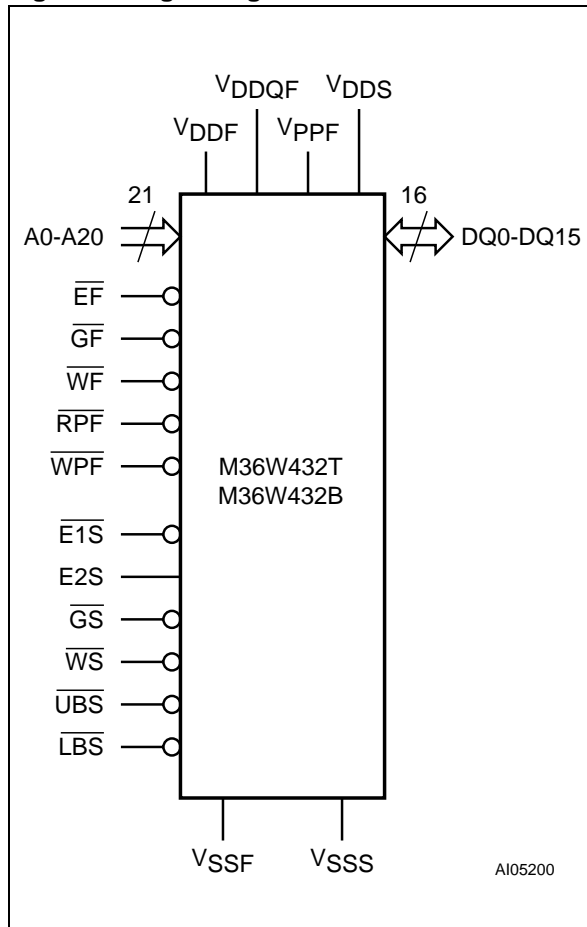 VDDQF VDDS
VDDF VPPF
21 16
A0-A20 DQ0-DQ15
EF
GF
WF
RPF
WPF
M36W432T
M36W432B
E1S
E2S
GS
WS
UBS
LBS
VSSF VSSS
AI05200